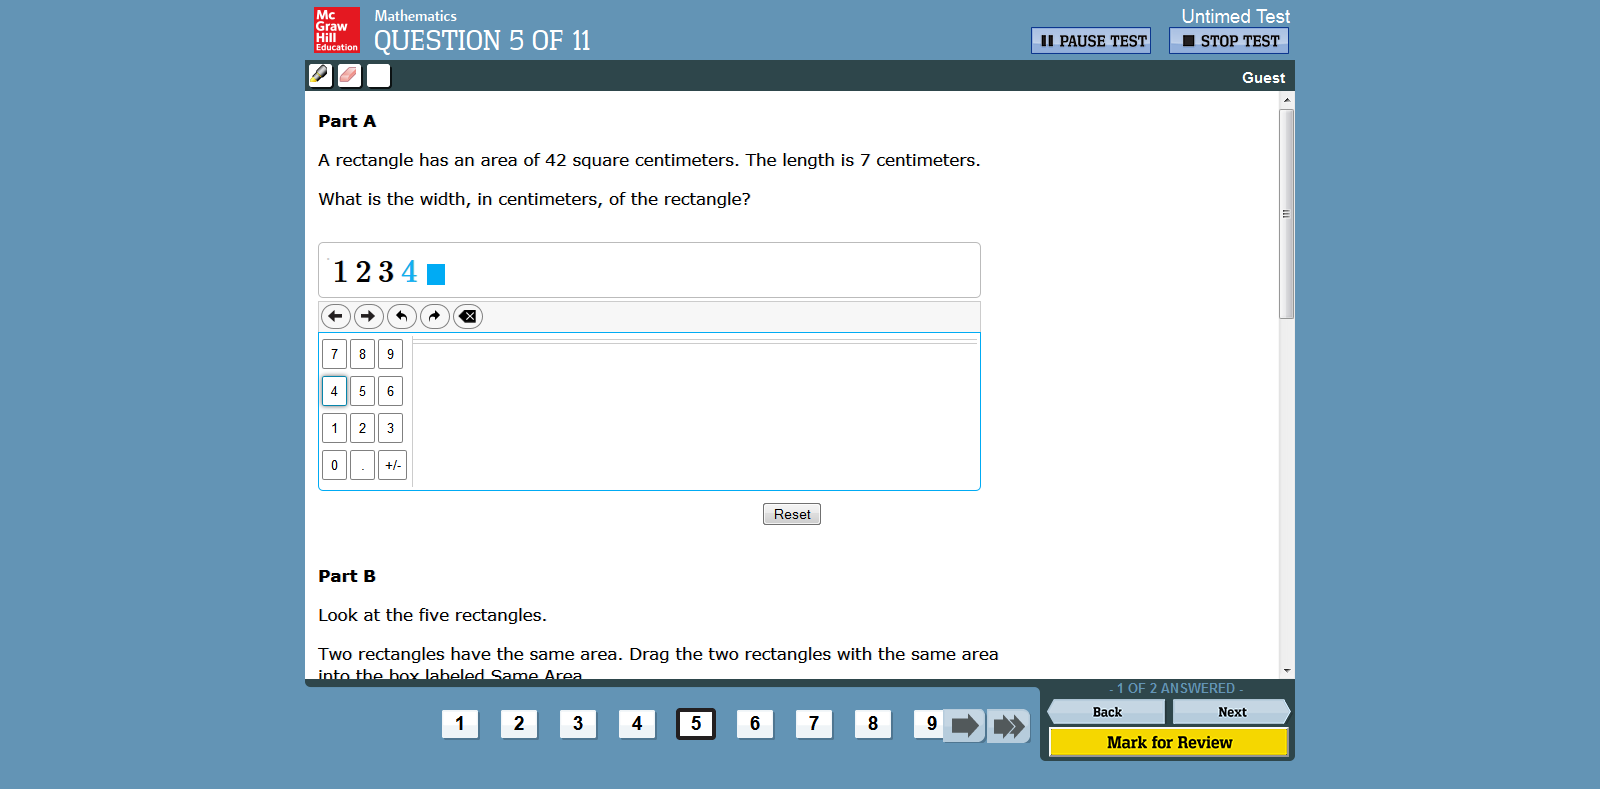 Mc
Graw
Hill
Education
Mathematics
QUESTION 5 OF 11
Untimed Test
PAUSE TEST
STOP TEST
Guest
Part A
A rectangle has an area of 42 square centimeters. The length is 7 centimeters.
What is the width, in centimeters, of the rectangle?
1 2 3 4
7 8 9
4 5 6
1 2 3
0 . +/-
Reset
Part B
Look at the five rectangles.
Two rectangles have the same area. Drag the two rectangles with the same area
into the box labeled Same Area
- 1 OF 2 ANSWERED -
1 2 3 4 5 6 7 8 9
Back
Next
Mark for Review